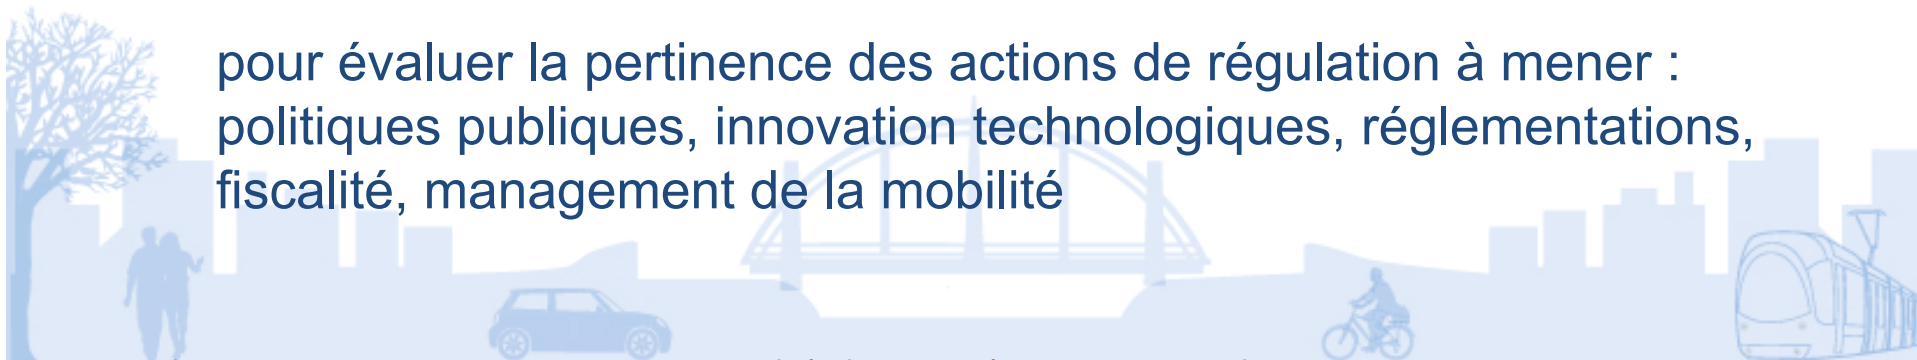 pour évaluer la pertinence des actions de régulation à mener :
politiques publiques, innovation technologiques, réglementations,
fiscalité, management de la mobilité